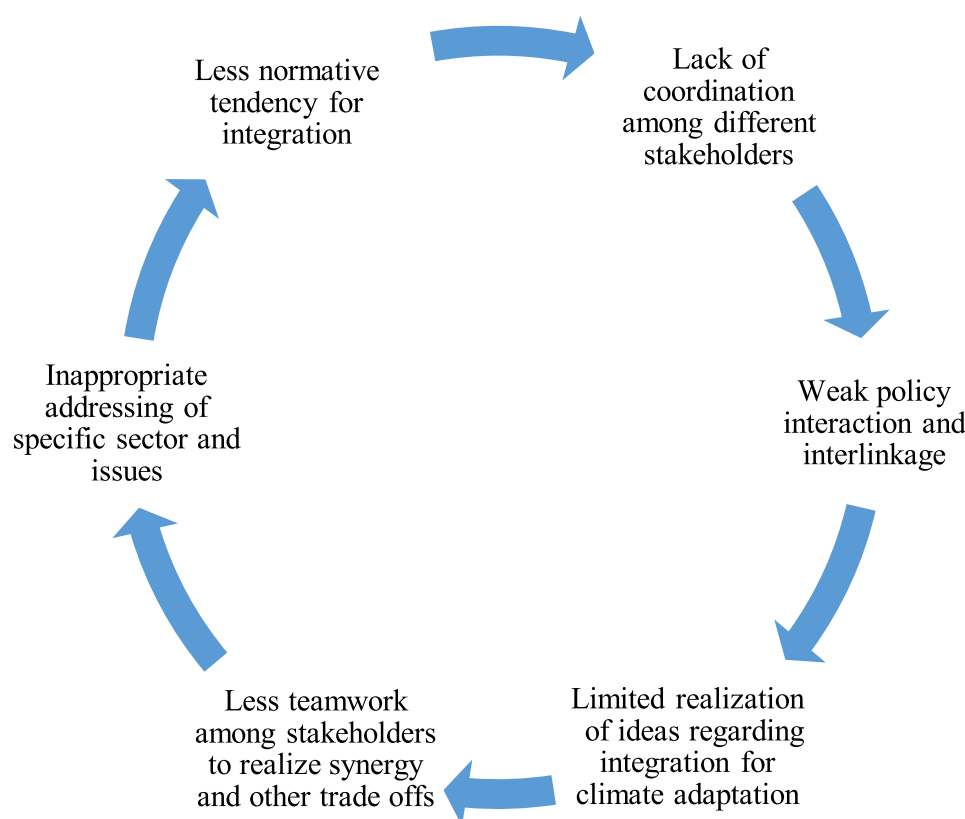 Less normative
tendency for
integration
Lack of
coordination
among different
stakeholders
Weak policy
interaction and
interlinkage
Limited realization
of ideas regarding
integration for
climate adaptation
Less teamwork
among stakeholders
to realize synergy
and other trade offs
Inappropriate
addressing of
specific sector and
issues